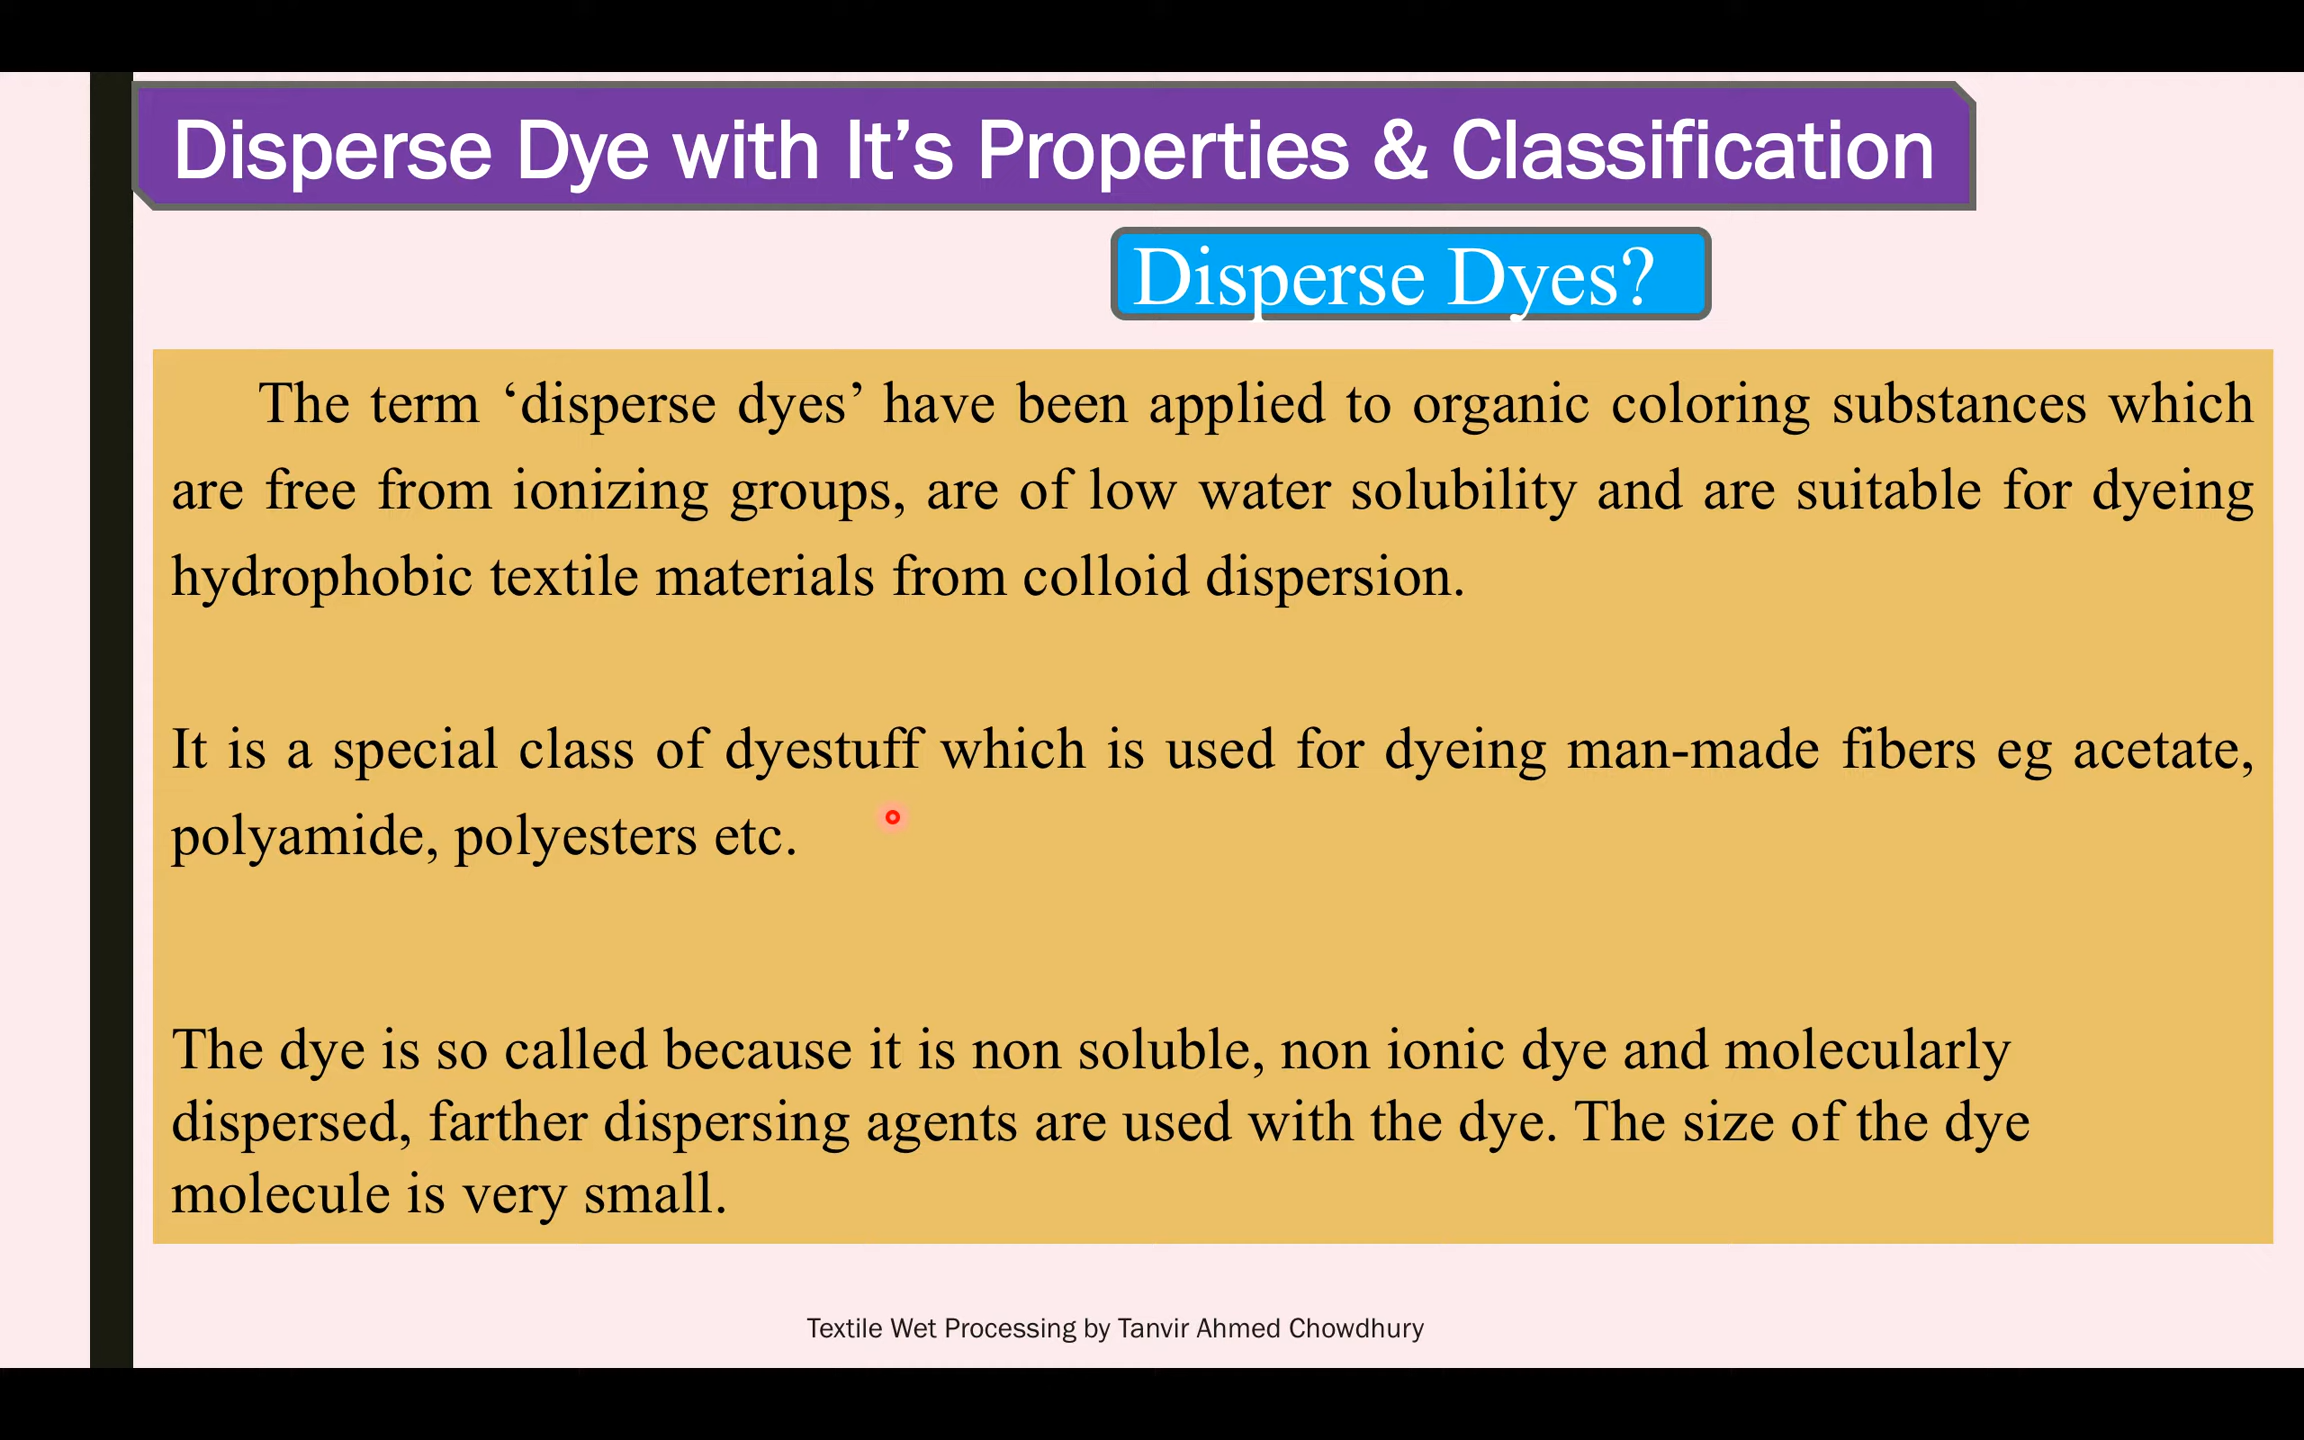 Disperse Dye with It’s Properties & Classification
Disperse Dyes?
The term ‘disperse dyes’ have been applied to organic coloring substances which
are free from ionizing groups, are of low water solubility and are suitable for dyeing
hydrophobic textile materials from colloid dispersion.
It is a special class of dyestuff which is used for dyeing man-made fibers eg acetate,
polyamide, polyesters etc.
The dye is so called because it is non soluble, non ionic dye and molecularly
dispersed, farther dispersing agents are used with the dye. The size of the dye
molecule is very small.
Textile Wet Processing by Tanvir Ahmed Chowdhury